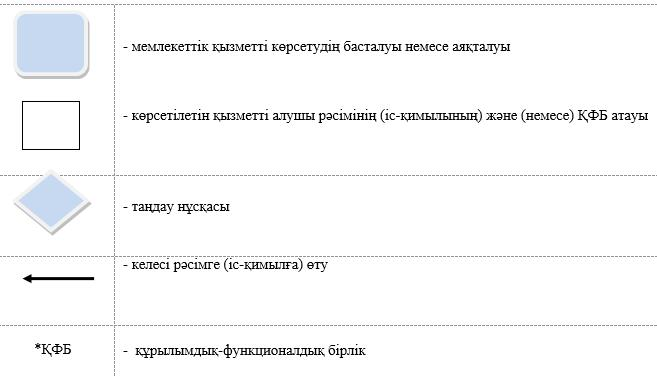 - мемлекеттік қызметті көрсетудің басталуы немесе аяқталуы
- көрсетілетін қызметті алушы рәсімінің (іс-қимылының) және (немесе) ҚФБ атауы
- таңдау нұсқасы
- келесі рәсімге (іс-қимылға) өту
*ҚФБ - құрылымдық-функционалдық бірлік